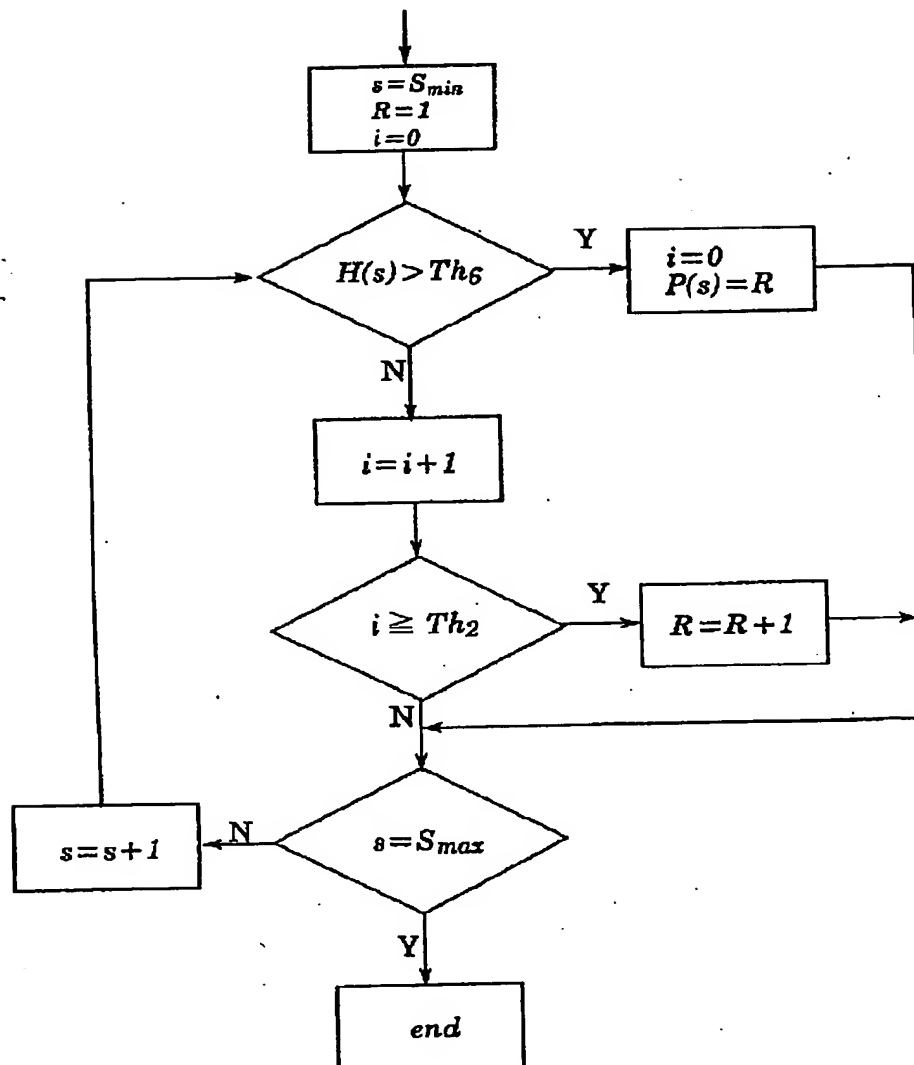 s=S_min
R=1
i=0
H(s)>Th_6
Y
i=0
P(s)=R
N
i=i+1
i≧Th_2
Y
R=R+1
N
s=S_max
N
s=s+1
Y
end